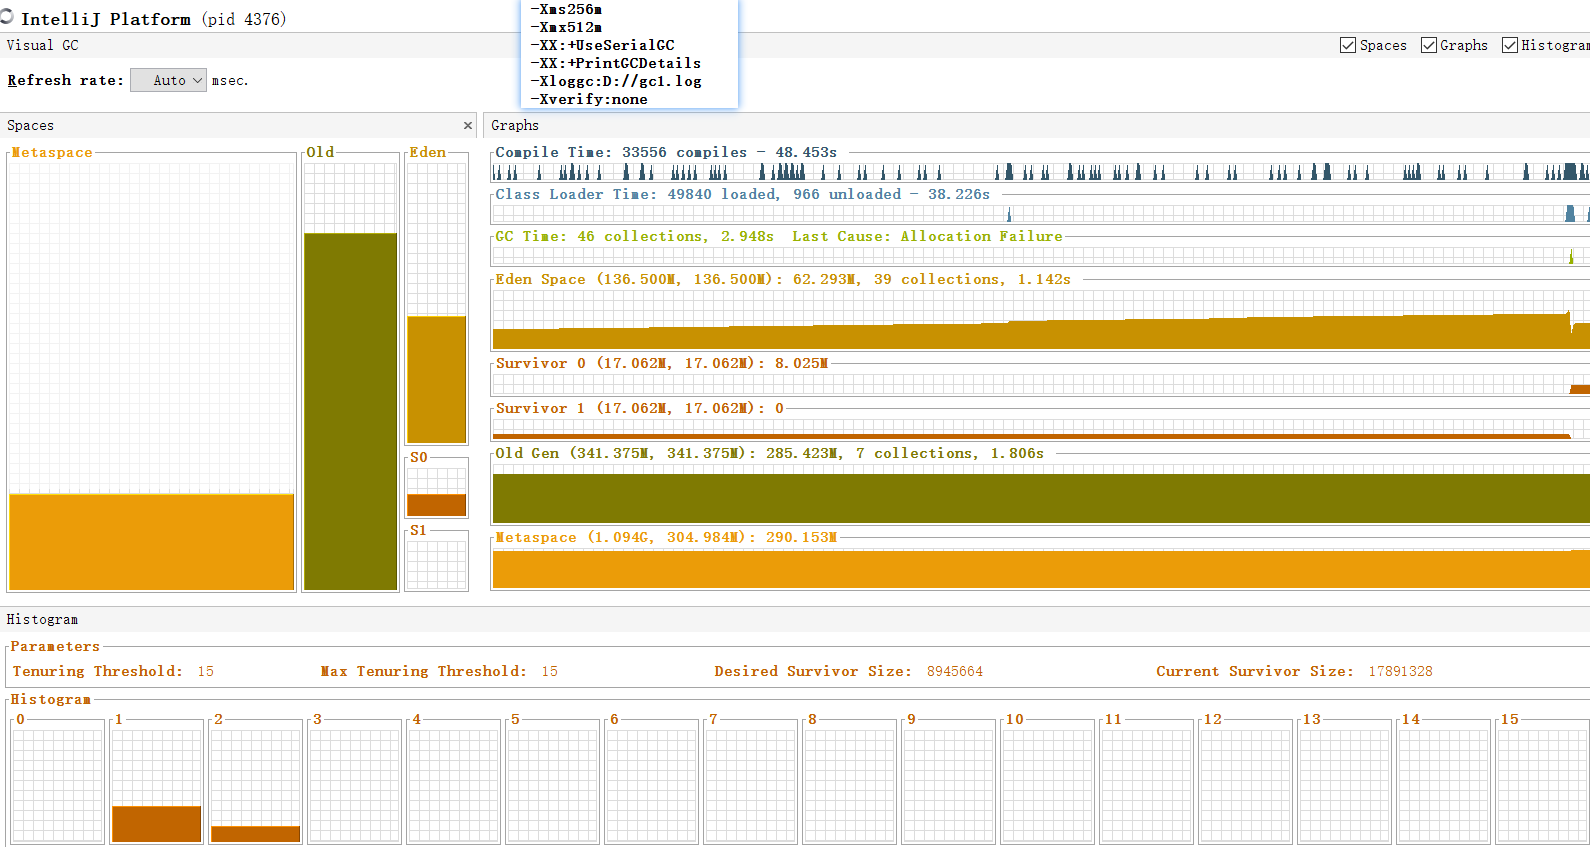 IntelliJ Platform (pid 4376)
-Xms256m
-Xmx512m
-XX:+UseSerialGC
-XX:+PrintGCDetails
-Xloggc:D://gc1.log
-Xverify:none
Visual GC
Spaces Graphs Histogram
Refresh rate: Auto msec.
Spaces
Metaspace
Old
Eden
S0
S1
Graphs
Compile Time: 33556 compiles - 48.453s
Class Loader Time: 49840 loaded, 966 unloaded - 38.226s
GC Time: 46 collections, 2.948s Last Cause: Allocation Failure
Eden Space (136.500M, 136.500M): 62.293M, 39 collections, 1.142s
Survivor 0 (17.062M, 17.062M): 8.025M
Survivor 1 (17.062M, 17.062M): 0
Old Gen (341.375M, 341.375M): 285.423M, 7 collections, 1.806s
Metaspace (1.094G, 304.984M): 290.153M
Histogram
Parameters
Tenuring Threshold: 15 Max Tenuring Threshold: 15 Desired Survivor Size: 8945664 Current Survivor Size: 17891328
Histogram
0 1 2 3 4 5 6 7 8 9 10 11 12 13 14 15